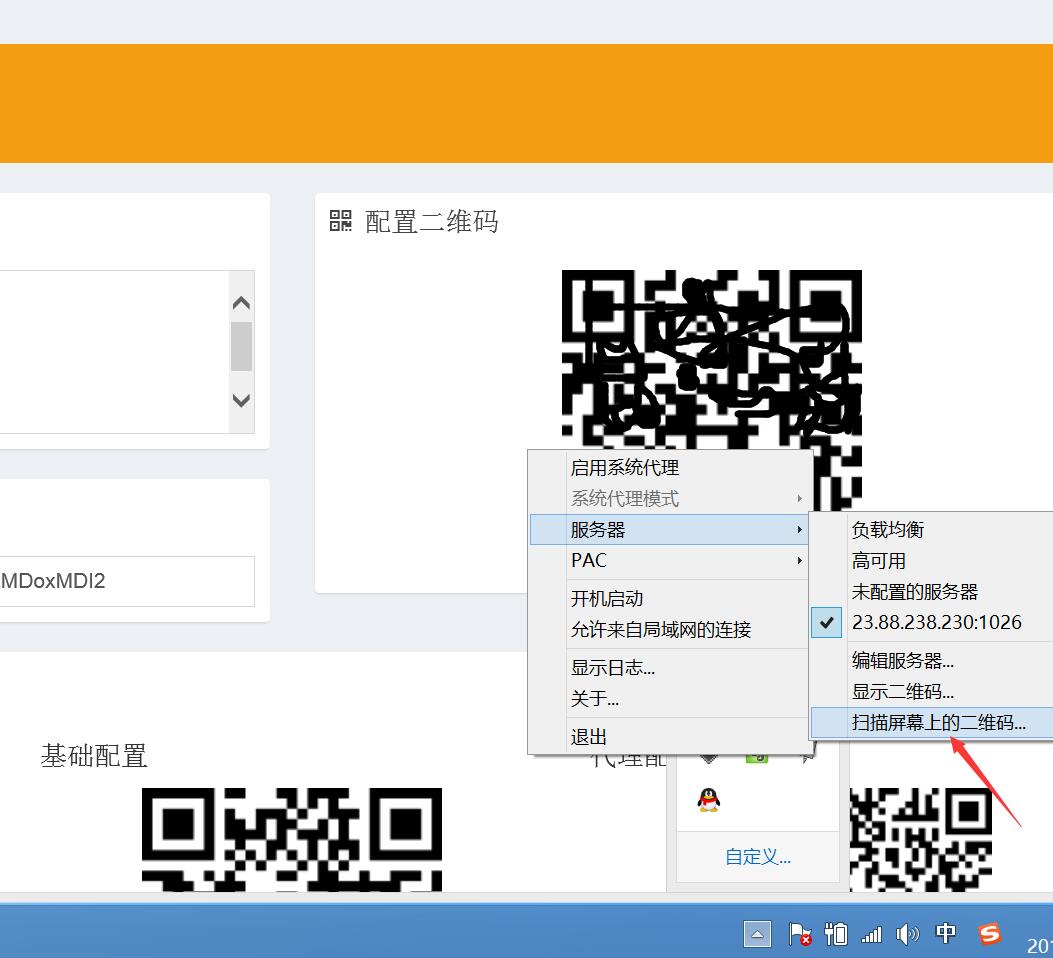 配置二维码
启用系统代理
系统代理模式
服务器
PAC
开机启动
允许来自局域网的连接
显示日志...
关于...
退出
负载均衡
高可用
未配置的服务器
23.88.238.230:1026
编辑服务器...
显示二维码...
扫描屏幕上的二维码...
MDoxMDI2
基础配置
代理配
自定义...
中
201